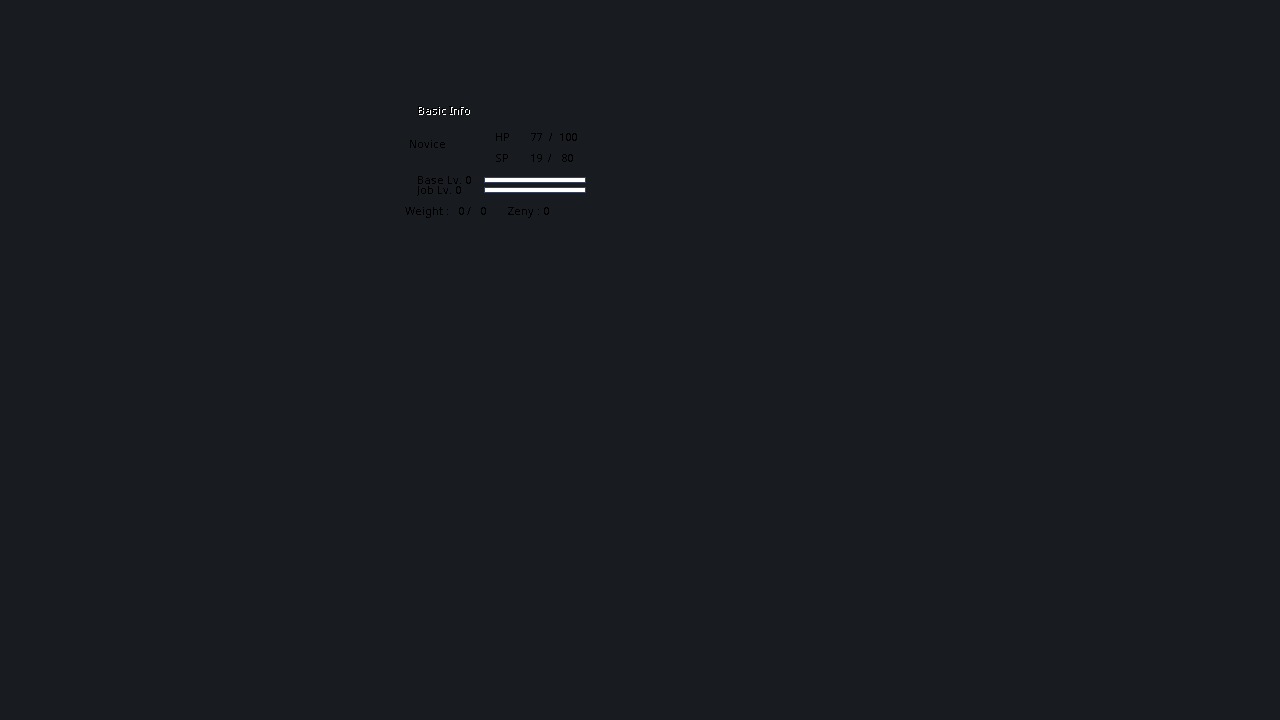 Basic Info
HP 77 / 100
Novice
SP 19 / 80
Base Lv. 0
Job Lv. 0
Weight : 0 / 0 Zeny : 0